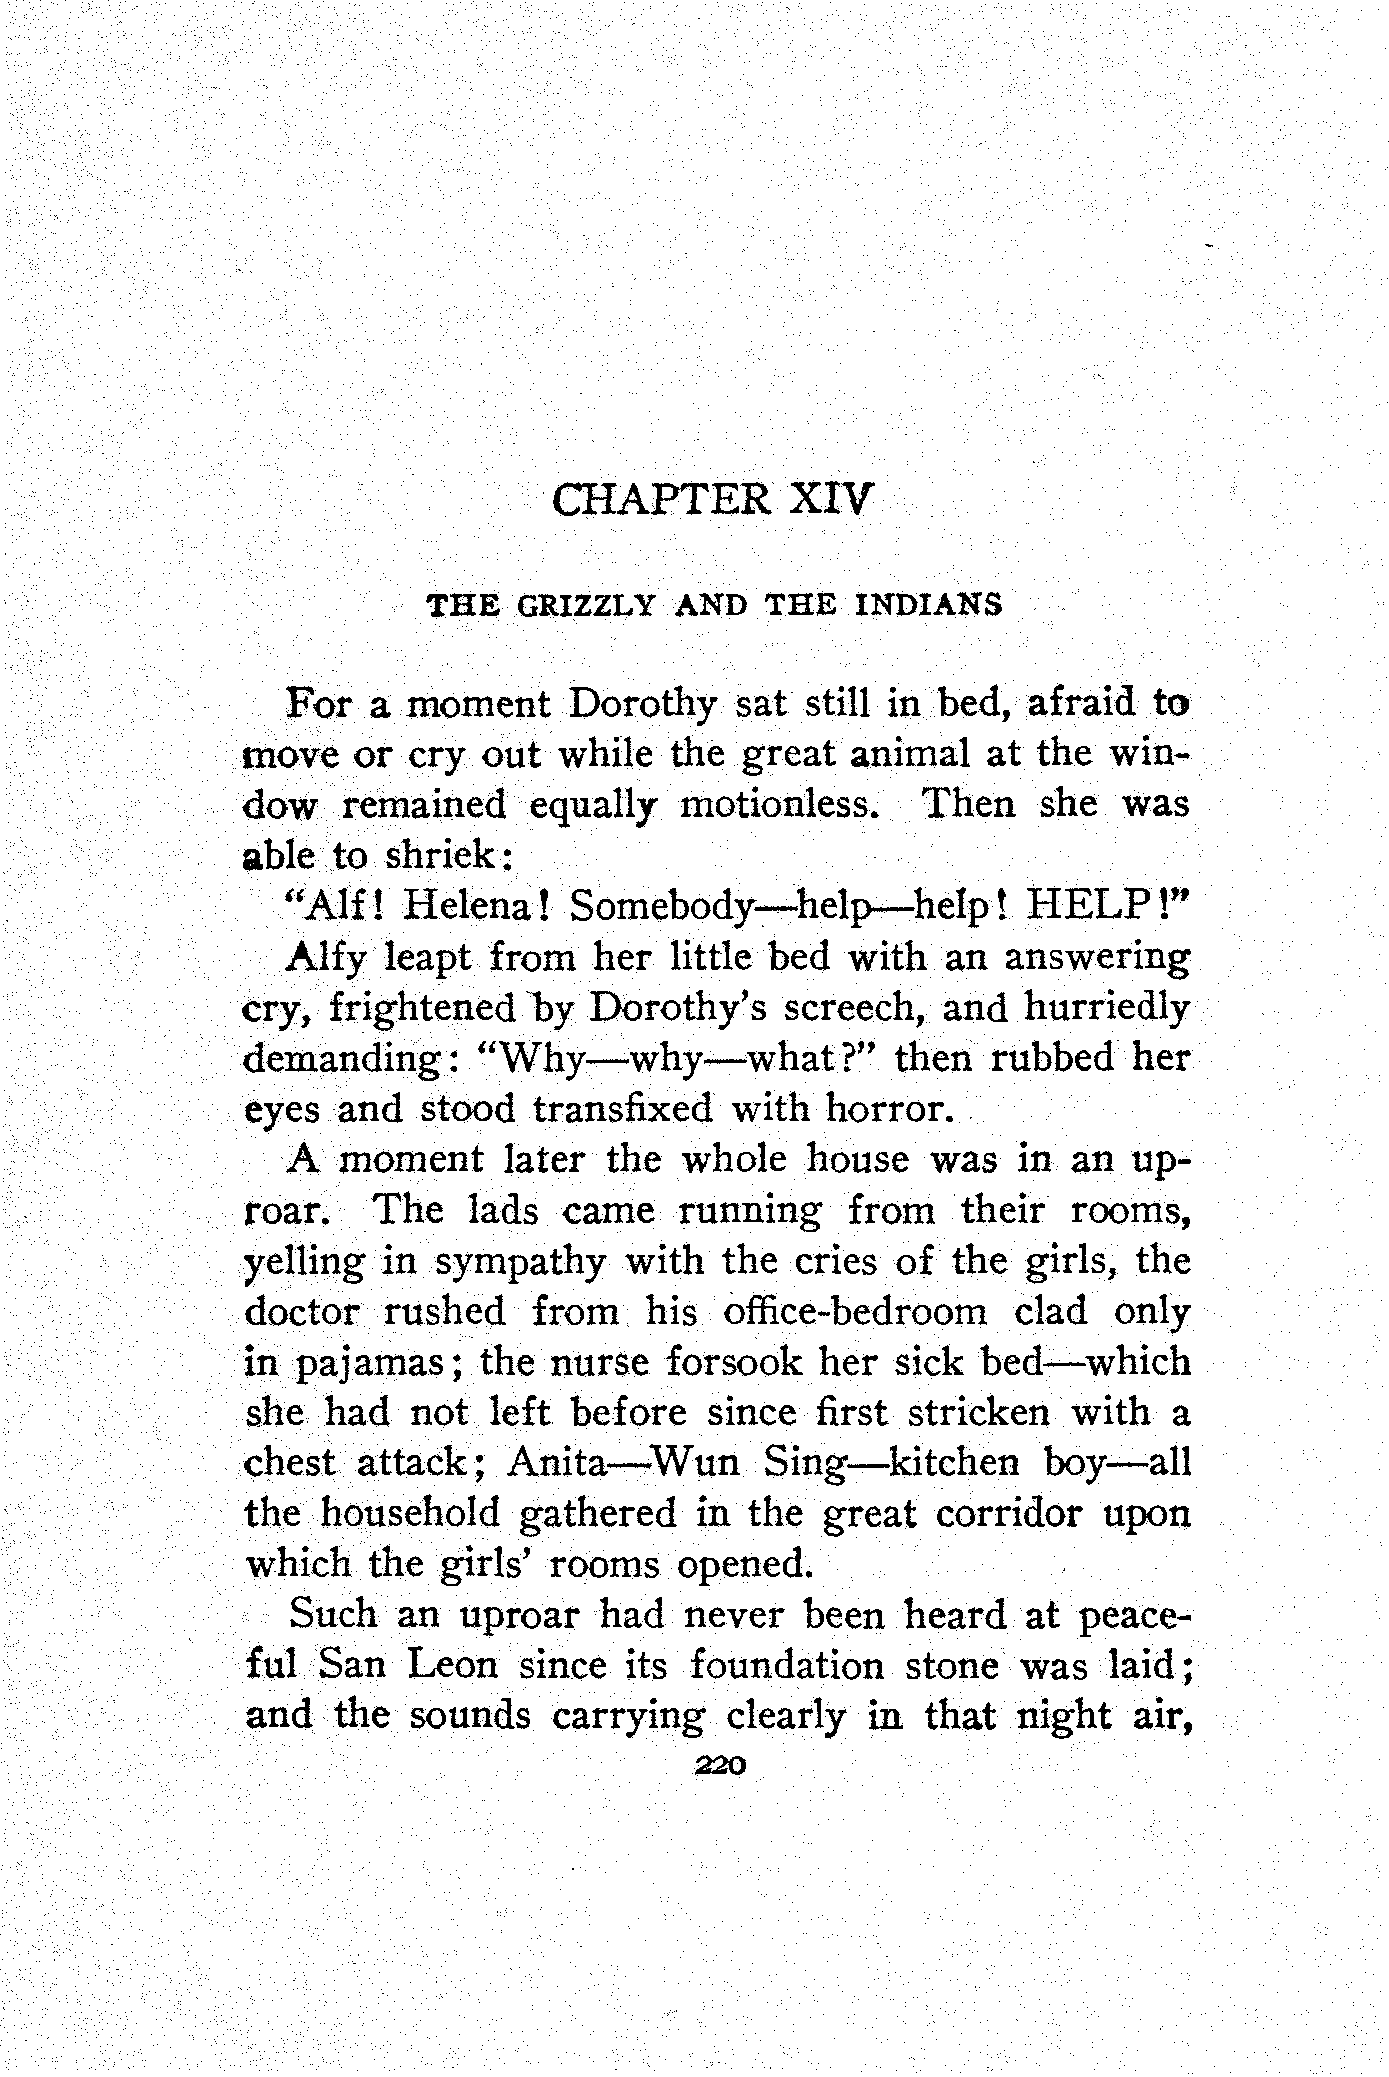 CHAPTER XIV
THE GRIZZLY AND THE INDIANS
For a moment Dorothy sat still in bed, afraid to
move or cry out while the great animal at the win-
dow remained equally motionless. Then she was
able to shriek:
“Alf! Helena! Somebody—help—help! HELP!”
Alfy leapt from her little bed with an answering
cry, frightened by Dorothy’s screech, and hurriedly
demanding: “Why—why—what?” then rubbed her
eyes and stood transfixed with horror.
A moment later the whole house was in an up-
roar. The lads came running from their rooms,
yelling in sympathy with the cries of the girls, the
doctor rushed from his office-bedroom clad only
in pajamas; the nurse forsook her sick bed—which
she had not left before since first stricken with a
chest attack; Anita—Wun Sing—kitchen boy—all
the household gathered in the great corridor upon
which the girls’ rooms opened.
Such an uproar had never been heard at peace-
ful San Leon since its foundation stone was laid;
and the sounds carrying clearly in that night air,
220